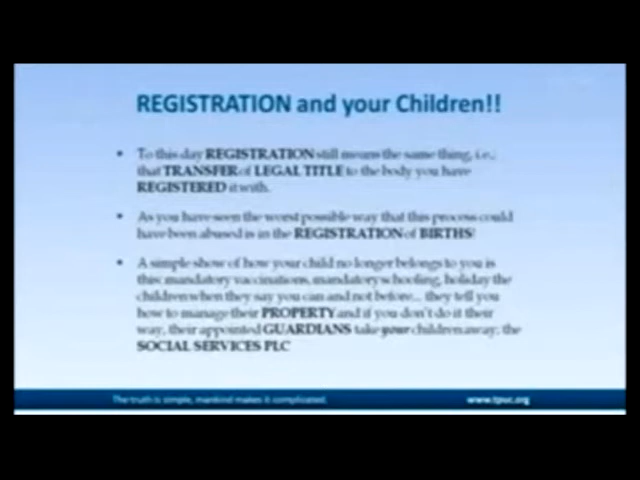 REGISTRATION and your Children!!
• To this day REGISTRATION still means the same thing, i.e.;
that TRANSFER of LEGAL TITLE to the body you have
REGISTERED it with.
• As you have seen the worst possible way that this process could
have been abused is in the REGISTRATION of BIRTHS!
• A simple show of how your child no longer belongs to you is
this; mandatory vaccinations, mandatory schooling, holiday the
children when they say you can and not before... they tell you
how to manage their PROPERTY and if you don't do it their
way, their appointed GUARDIANS take your children away; the
SOCIAL SERVICES PLC
The truth is simple, mankind makes it complicated.
www.tpuc.org